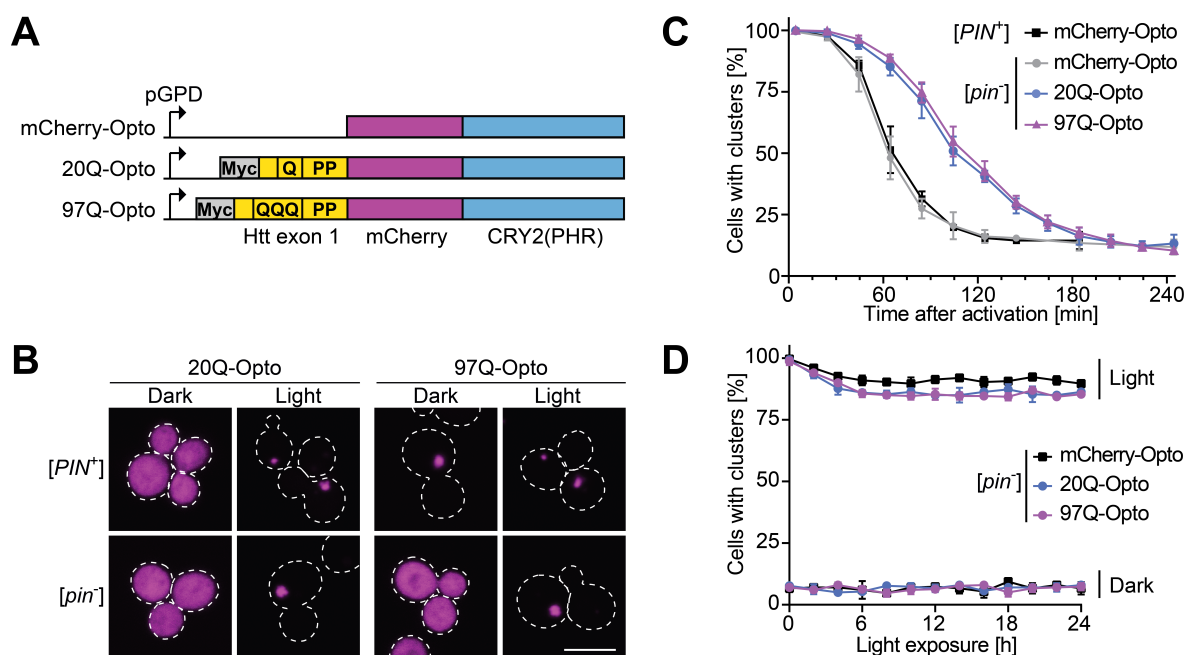 A
pGPD
mCherry-Opto
20Q-Opto
Myc Q PP
97Q-Opto
Myc QQQ PP
Htt exon 1 mCherry CRY2(PHR)
B
20Q-Opto 97Q-Opto
Dark Light Dark Light
[PIN⁺]
[pin⁻]
C
Cells with clusters [%]
100
75
50
25
0
0 60 120 180 240
Time after activation [min]
[PIN⁺] mCherry-Opto
[pin⁻]
mCherry-Opto
20Q-Opto
97Q-Opto
D
Cells with clusters [%]
100
75
50
25
0
0 6 12 18 24
Light exposure [h]
Light
[pin⁻]
mCherry-Opto
20Q-Opto
97Q-Opto
Dark